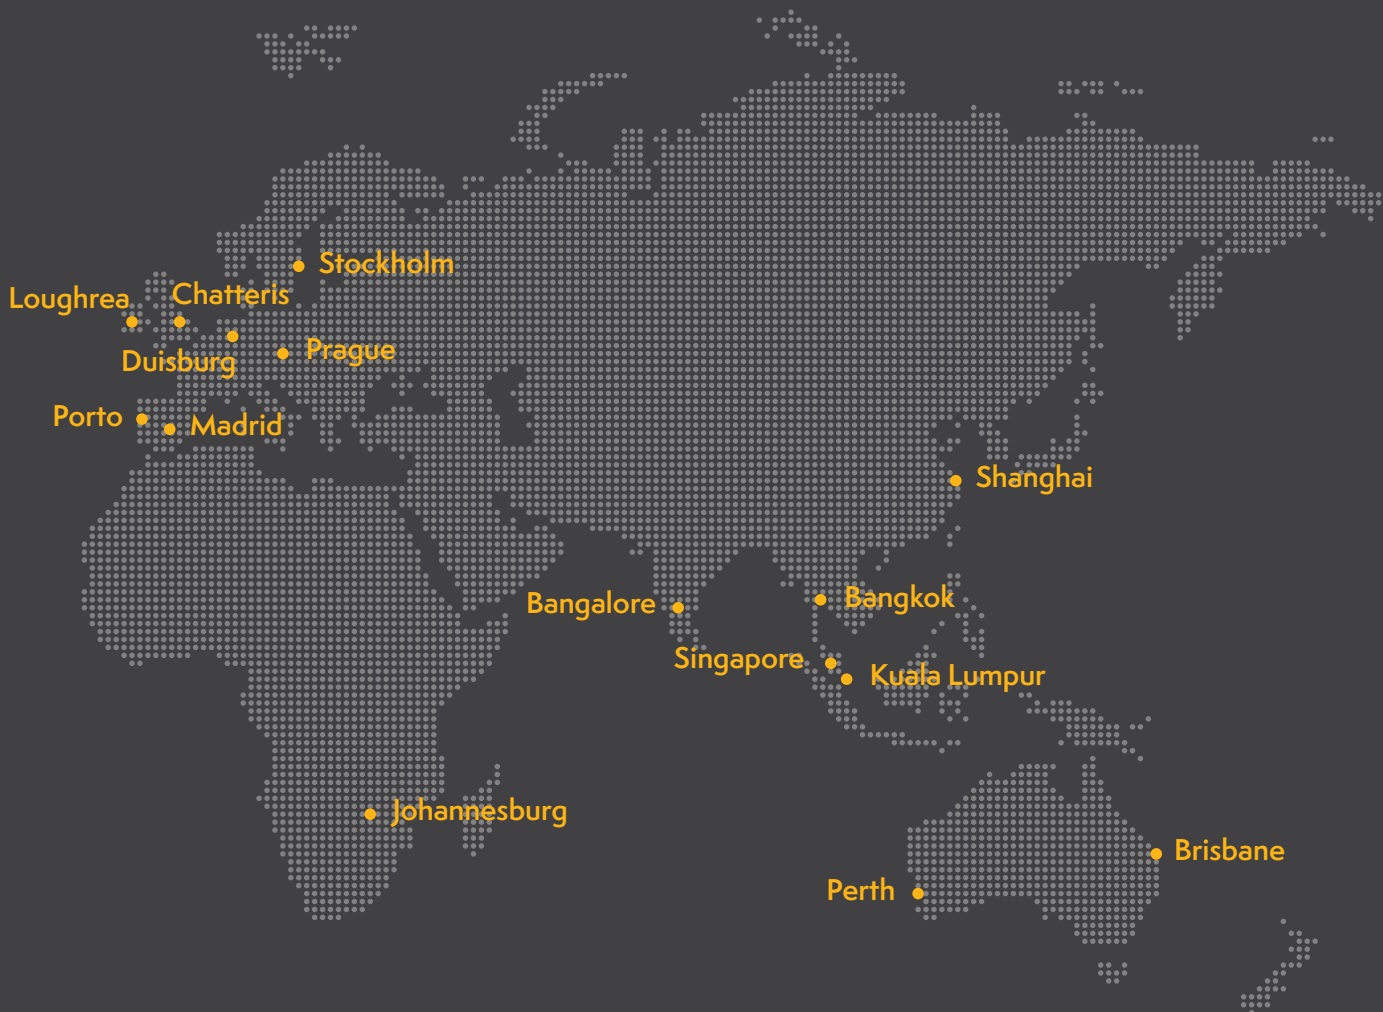 Stockholm
Loughrea
Chatteris
Duisburg
Prague
Porto
Madrid
Shanghai
Bangalore
Bangkok
Singapore
Kuala Lumpur
Johannesburg
Brisbane
Perth